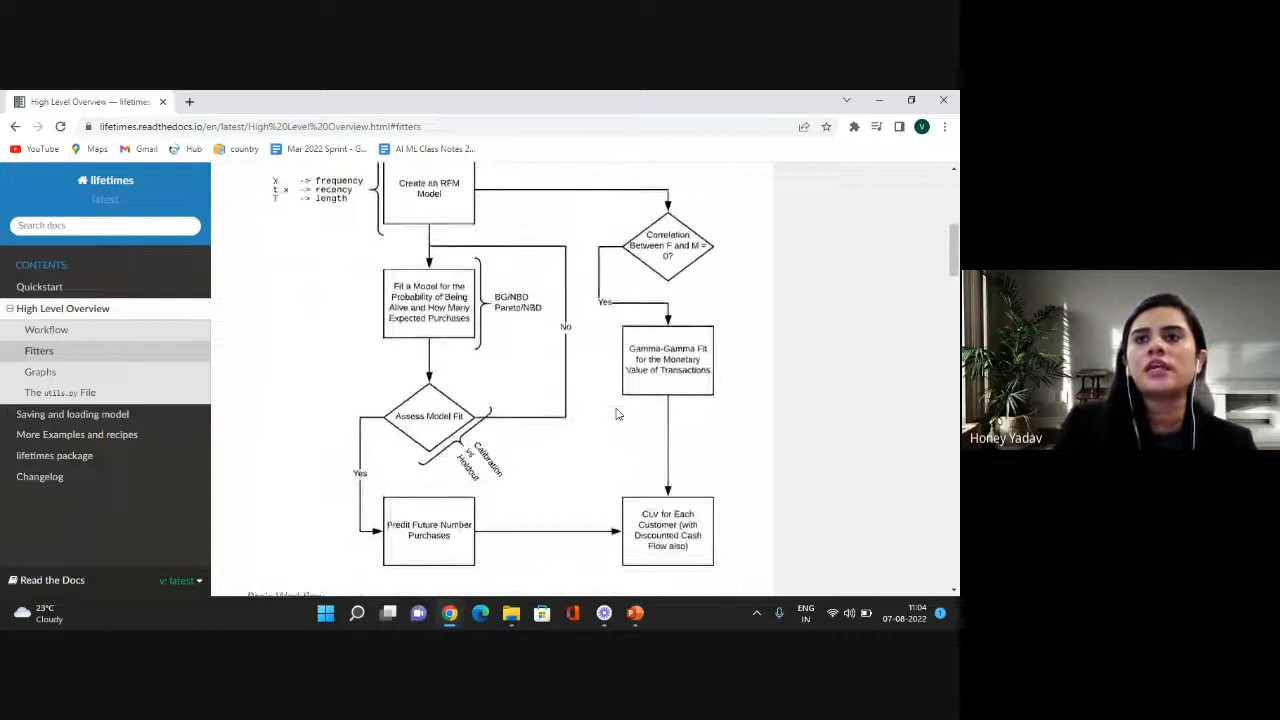 High Level Overview — lifetimes
lifetimes.readthedocs.io/en/latest/High%20Level%20Overview.html#fitters
YouTube
Maps
Gmail
Hub
country
Mar 2022 Sprint - G...
AI ML Class Notes 2...
lifetimes
latest
Search docs
CONTENTS:
Quickstart
High Level Overview
Workflow
Fitters
Graphs
The utils.py File
Saving and loading model
More Examples and recipes
lifetimes package
Changelog
Read the Docs
v: latest
x -> frequency
t_x -> recency
T -> length
Create an RFM
Model
Correlation
Between F and M =
0?
Fit a Model for the
Probability of Being
Alive and How Many
Expected Purchases
BG/NBD
Pareto/NBD
No
Yes
Gamma-Gamma Fit
for the Monetary
Value of Transactions
Assess Model Fit
Calibration
vs
Holdout
Yes
Predit Future Number
Purchases
CLV for Each
Customer (with
Discounted Cash
Flow also)
Honey Yadav
23°C
Cloudy
ENG
IN
11:04
07-08-2022
1
V